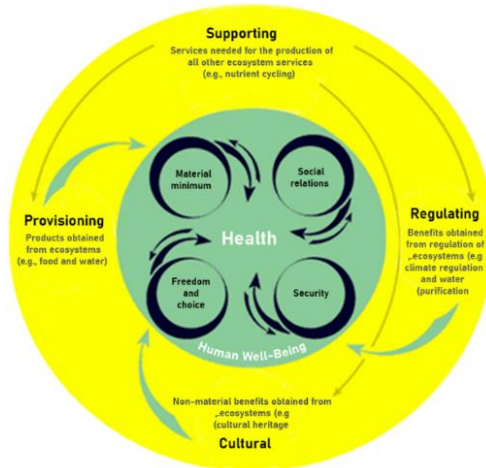 Supporting
Services needed for the production of
all other ecosystem services
(e.g., nutrient cycling)
Material
minimum
Social
relations
Provisioning
Products obtained
from ecosystems
(e.g., food and water)
Regulating
Benefits obtained
from regulation of
.,ecosystems (e.g
climate regulation
and water
(purification
Health
Freedom
and
choice
Security
Human Well-Being
Non-material benefits obtained from
.,ecosystems (e.g
(cultural heritage
Cultural